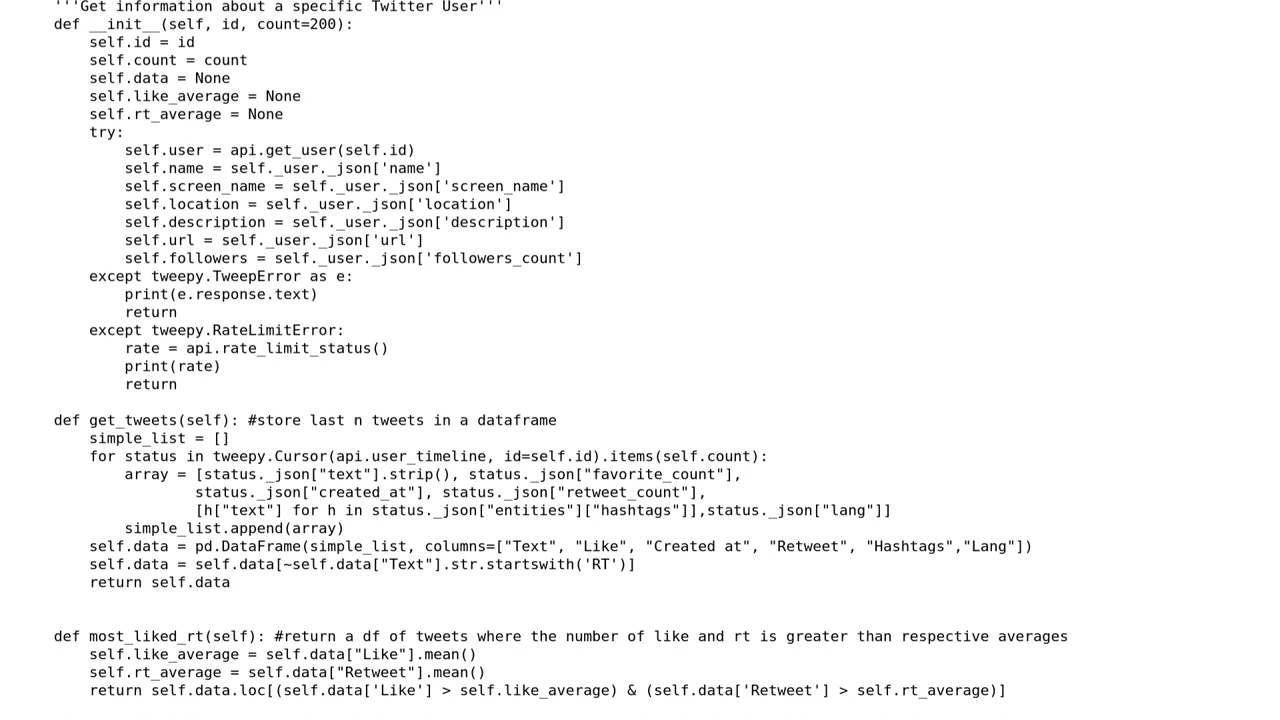 '''Get information about a specific Twitter User'''
def __init__(self, id, count=200):
    self.id = id
    self.count = count
    self.data = None
    self.like_average = None
    self.rt_average = None
    try:
        self.user = api.get_user(self.id)
        self.name = self._user._json['name']
        self.screen_name = self._user._json['screen_name']
        self.location = self._user._json['location']
        self.description = self._user._json['description']
        self.url = self._user._json['url']
        self.followers = self._user._json['followers_count']
    except tweepy.TweepError as e:
        print(e.response.text)
        return
    except tweepy.RateLimitError:
        rate = api.rate_limit_status()
        print(rate)
        return

def get_tweets(self): #store last n tweets in a dataframe
    simple_list = []
    for status in tweepy.Cursor(api.user_timeline, id=self.id).items(self.count):
        array = [status._json["text"].strip(), status._json["favorite_count"],
                status._json["created_at"], status._json["retweet_count"],
                [h["text"] for h in status._json["entities"]["hashtags"]],status._json["lang"]]
        simple_list.append(array)
    self.data = pd.DataFrame(simple_list, columns=["Text", "Like", "Created at", "Retweet", "Hashtags","Lang"])
    self.data = self.data[~self.data["Text"].str.startswith('RT')]
    return self.data

def most_liked_rt(self): #return a df of tweets where the number of like and rt is greater than respective averages
    self.like_average = self.data["Like"].mean()
    self.rt_average = self.data["Retweet"].mean()
    return self.data.loc[(self.data['Like'] > self.like_average) & (self.data['Retweet'] > self.rt_average)]